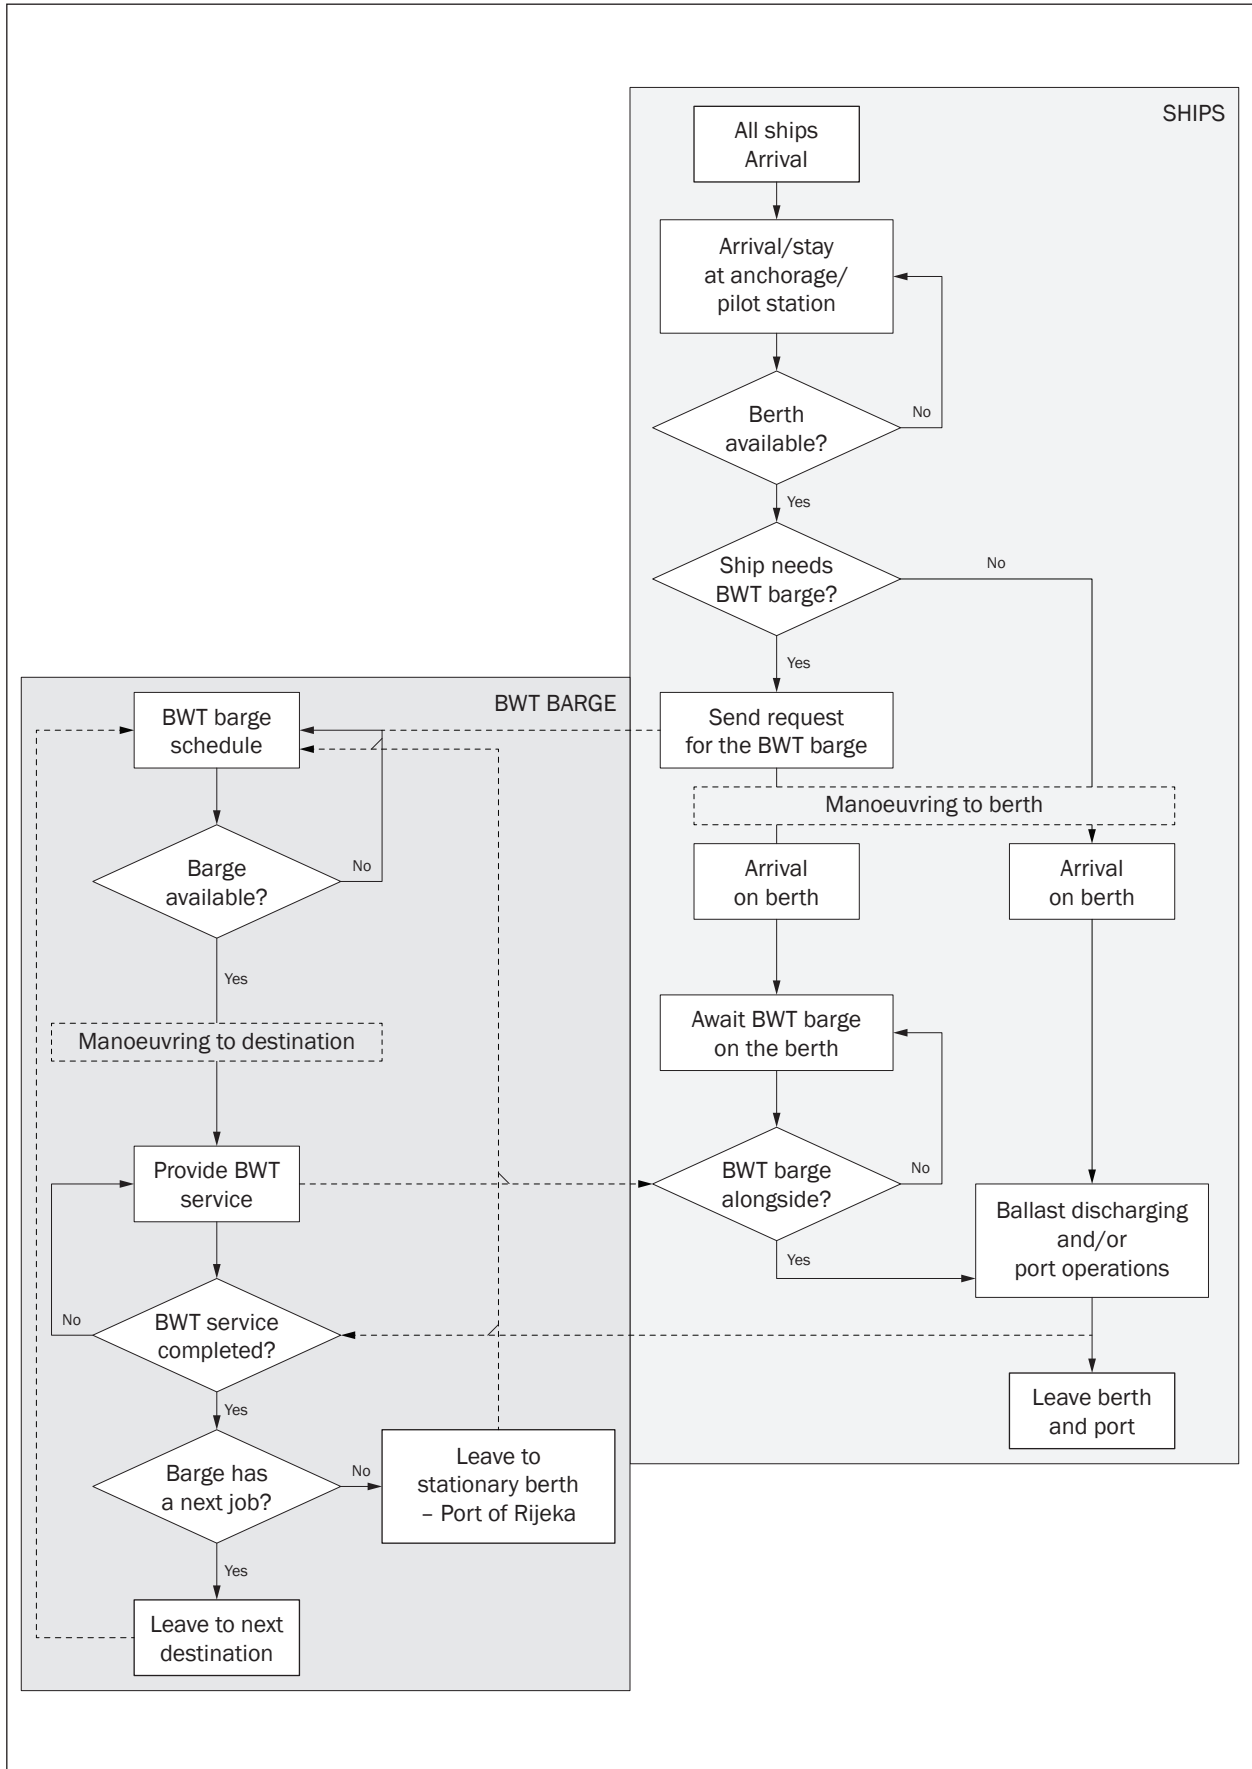 SHIPS
All ships
Arrival
Arrival/stay
at anchorage/
pilot station
Berth
available?
No
Yes
Ship needs
BWT barge?
No
Yes
Send request
for the BWT barge
Manoeuvring to berth
Arrival
on berth
Arrival
on berth
Await BWT barge
on the berth
BWT barge
alongside?
No
Yes
Ballast discharging
and/or
port operations
Leave berth
and port
BWT BARGE
BWT barge
schedule
Barge
available?
No
Yes
Manoeuvring to destination
Provide BWT
service
BWT service
completed?
No
Yes
Barge has
a next job?
No
Leave to
stationary berth
– Port of Rijeka
Yes
Leave to next
destination